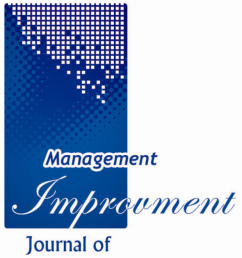 Management
Improvment
Journal of